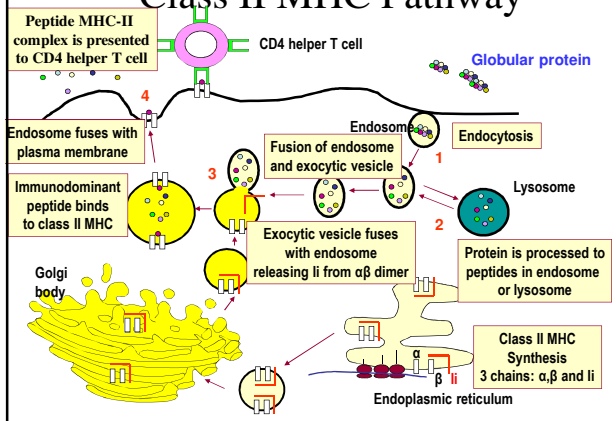 Class II MHC Pathway
Peptide MHC-II
complex is presented
to CD4 helper T cell
CD4 helper T cell
Globular protein
4
Endosome fuses with
plasma membrane
Endosome
Endocytosis
1
Fusion of endosome
and exocytic vesicle
3
Immunodominant
peptide binds
to class II MHC
Lysosome
2
Exocytic vesicle fuses
with endosome
releasing Ii from αβ dimer
Protein is processed to
peptides in endosome
or lysosome
Golgi
body
Class II MHC
Synthesis
3 chains: α,β and Ii
α
β Ii
Endoplasmic reticulum